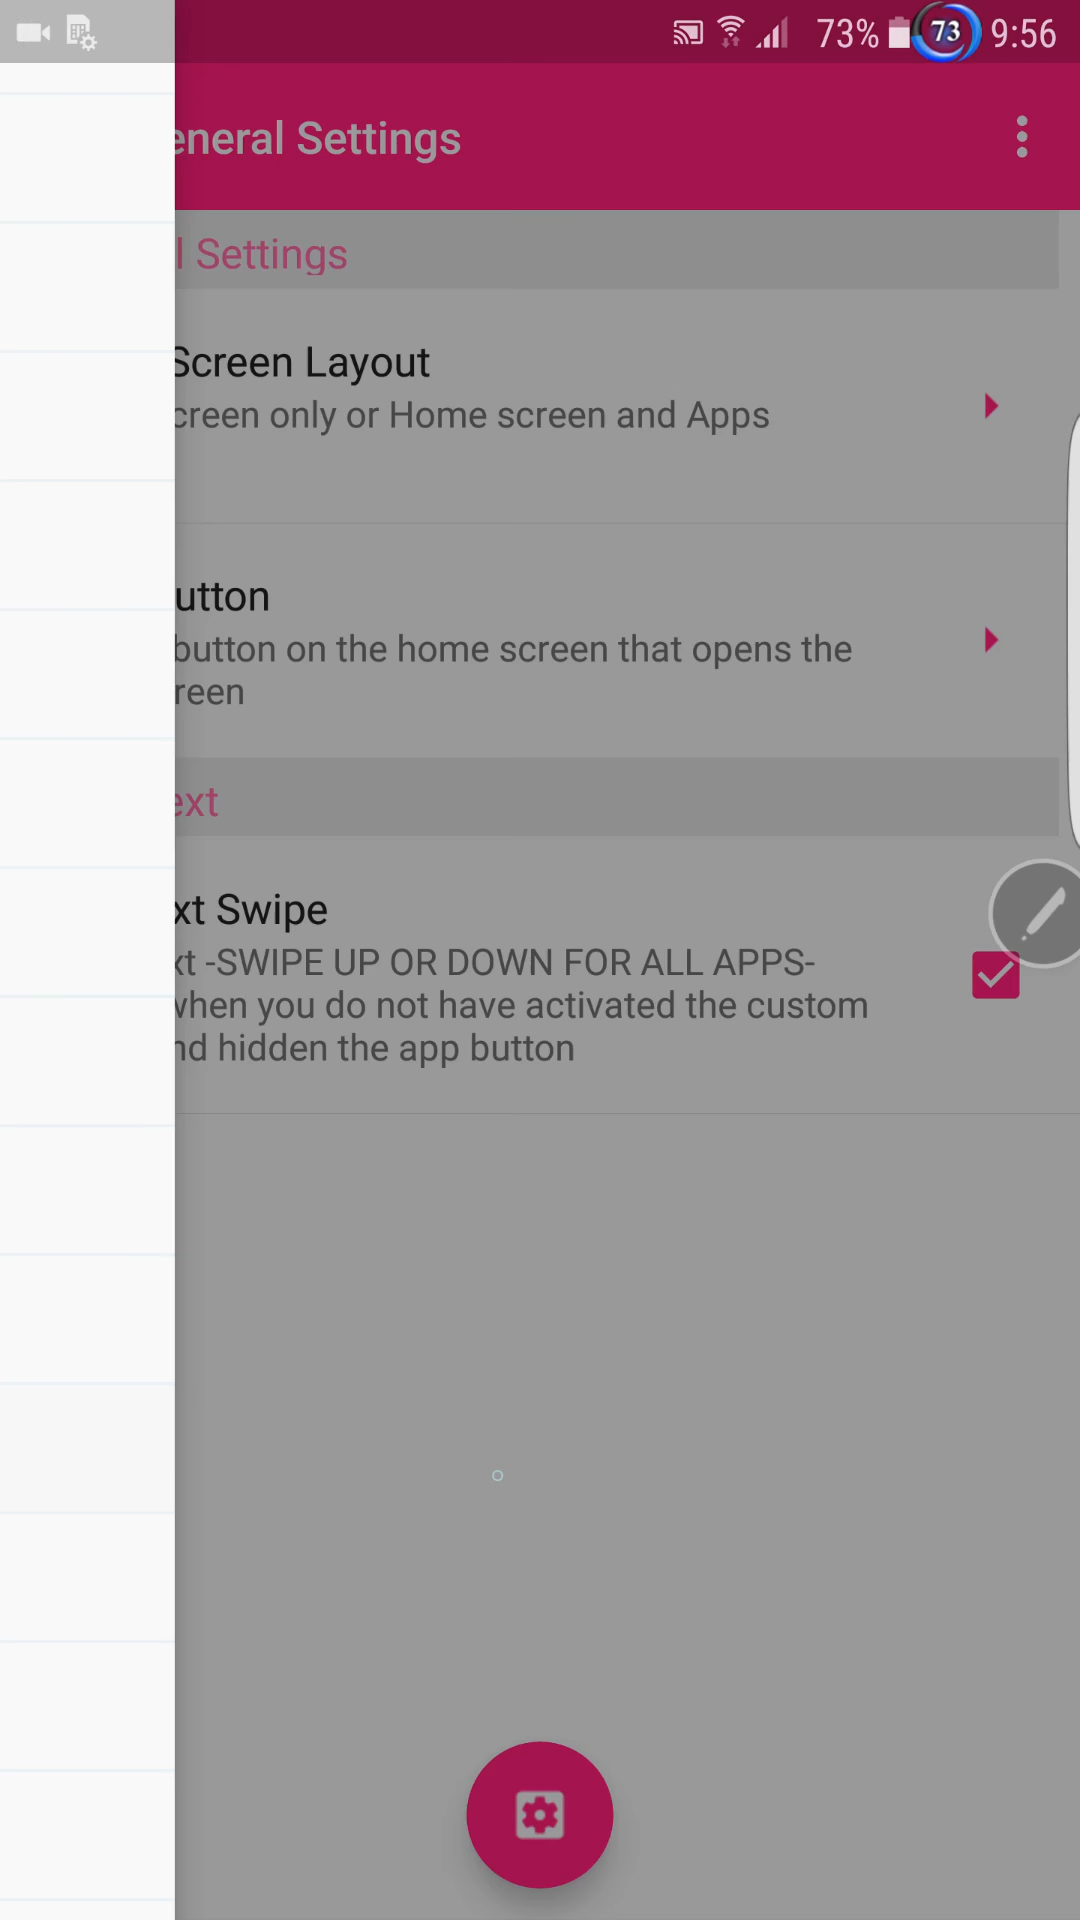 73% 73 9:56
eneral Settings
l Settings
Screen Layout
creen only or Home screen and Apps
utton
button on the home screen that opens the
reen
ext
xt Swipe
xt -SWIPE UP OR DOWN FOR ALL APPS-
when you do not have activated the custom
nd hidden the app button